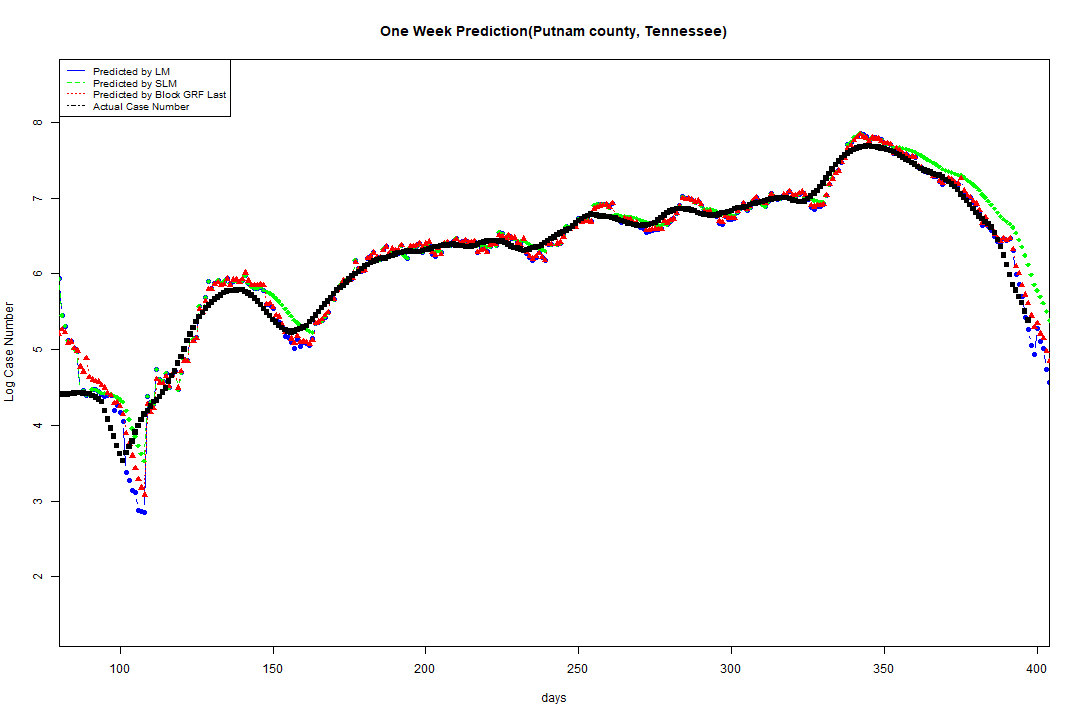 One Week Prediction(Putnam county, Tennessee)
Predicted by LM
Predicted by SLM
Predicted by Block GRF Last
Actual Case Number
Log Case Number
8
7
6
5
4
3
2
100 150 200 250 300 350 400
days